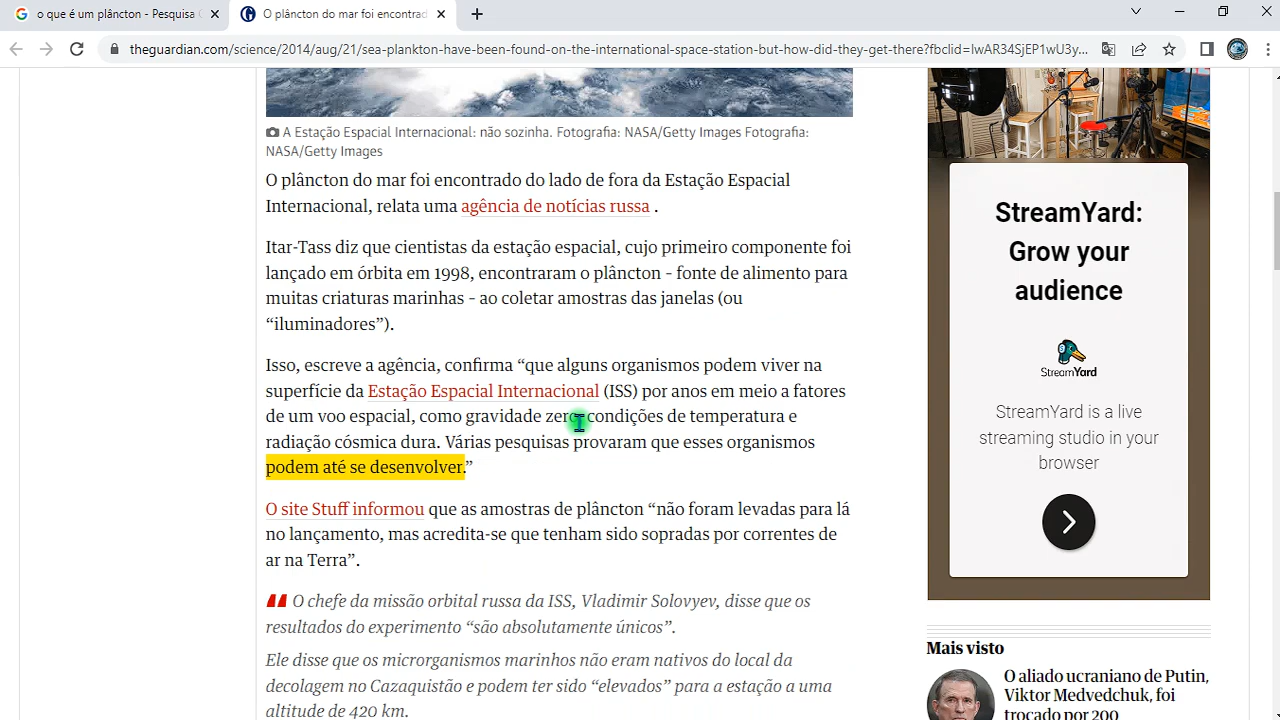 o que é um plâncton - Pesquisa
O plâncton do mar foi encontrad
theguardian.com/science/2014/aug/21/sea-plankton-have-been-found-on-the-international-space-station-but-how-did-they-get-there?fbclid=IwAR34SjEP1wU3y...
A Estação Espacial Internacional: não sozinha. Fotografia: NASA/Getty Images Fotografia:
NASA/Getty Images
O plâncton do mar foi encontrado do lado de fora da Estação Espacial
Internacional, relata uma agência de notícias russa .
Itar-Tass diz que cientistas da estação espacial, cujo primeiro componente foi
lançado em órbita em 1998, encontraram o plâncton – fonte de alimento para
muitas criaturas marinhas – ao coletar amostras das janelas (ou
“iluminadores”).
Isso, escreve a agência, confirma “que alguns organismos podem viver na
superfície da Estação Espacial Internacional (ISS) por anos em meio a fatores
de um voo espacial, como gravidade zero, condições de temperatura e
radiação cósmica dura. Várias pesquisas provaram que esses organismos
podem até se desenvolver.”
O site Stuff informou que as amostras de plâncton “não foram levadas para lá
no lançamento, mas acredita-se que tenham sido sopradas por correntes de
ar na Terra”.
O chefe da missão orbital russa da ISS, Vladimir Solovyev, disse que os
resultados do experimento “são absolutamente únicos”.
Ele disse que os microrganismos marinhos não eram nativos do local da
decolagem no Cazaquistão e podem ter sido “elevados” para a estação a uma
altitude de 420 km.
StreamYard:
Grow your
audience
StreamYard
StreamYard is a live
streaming studio in your
browser
Mais visto
O aliado ucraniano de Putin,
Viktor Medvedchuk, foi
trocado por 200